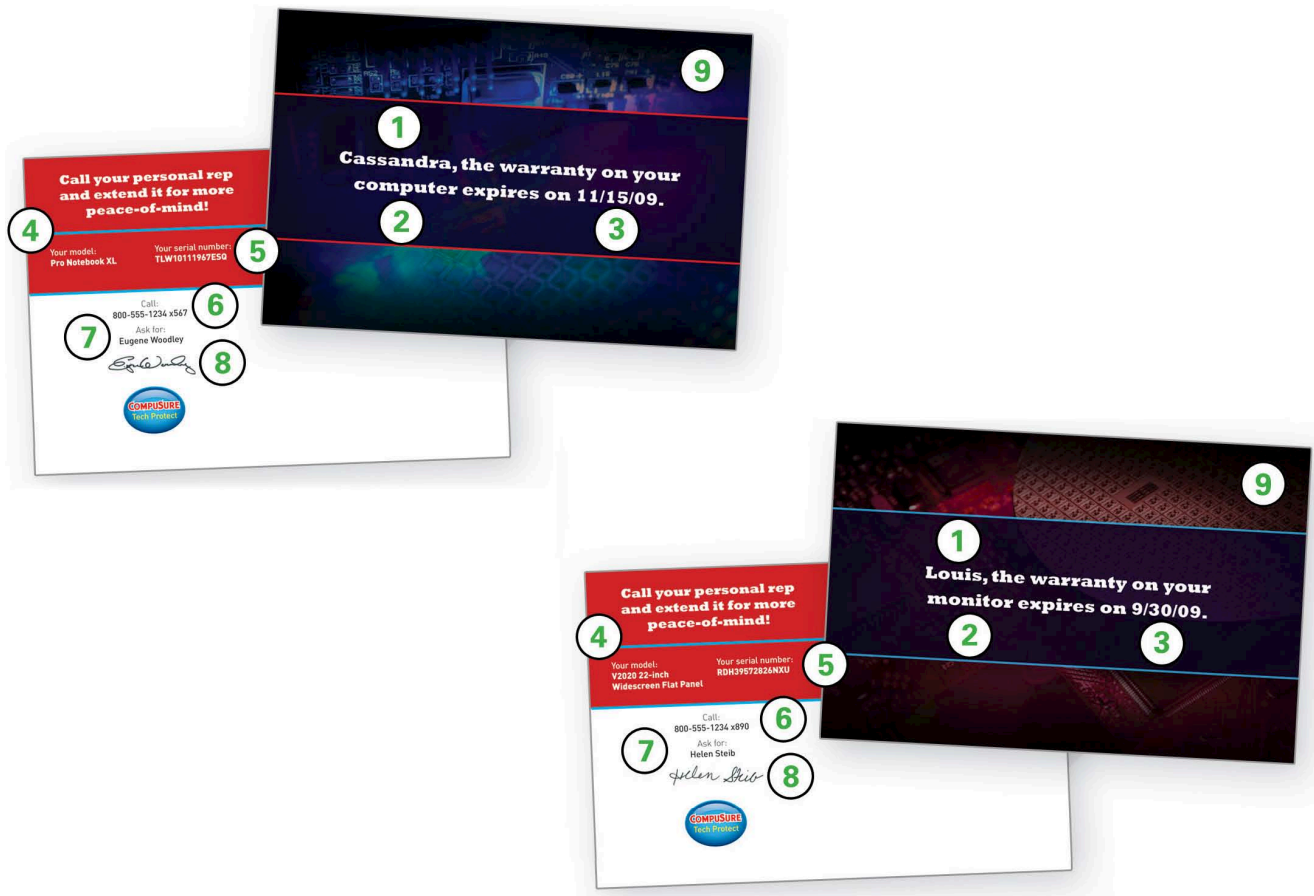 9
1
Cassandra, the warranty on your
computer expires on 11/15/09.
2
3
Call your personal rep
and extend it for more
peace-of-mind!
4
Your model:
Pro Notebook XL
Your serial number:
TLW10111967ESQ
5
Call:
800-555-1234 x567
6
7
Ask for:
Eugene Woodley
8
COMPUSURE
Tech Protect
9
1
Louis, the warranty on your
monitor expires on 9/30/09.
2
3
Call your personal rep
and extend it for more
peace-of-mind!
4
Your model:
V2020 22-inch
Widescreen Flat Panel
Your serial number:
RDH39572826NXU
5
Call:
800-555-1234 x890
6
7
Ask for:
Helen Steib
Helen Steib
8
COMPUSURE
Tech Protect